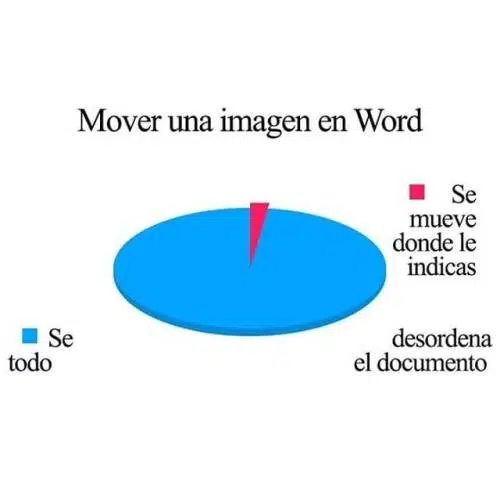 Mover una imagen en Word
Se
mueve
donde le
indicas
Se desordena
todo el documento